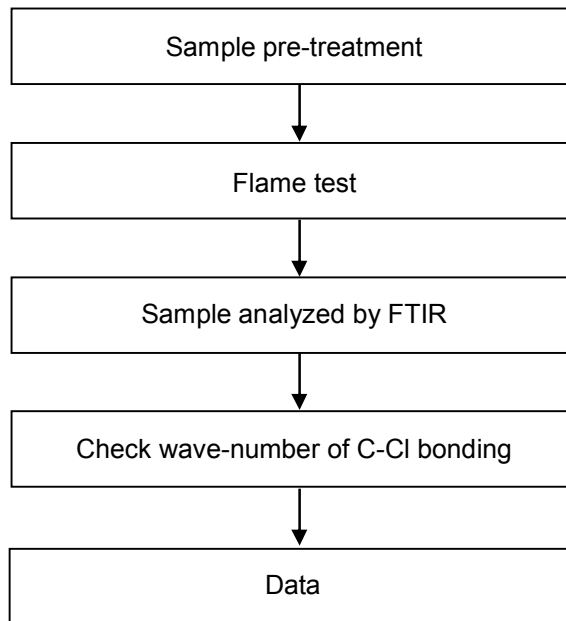 Sample pre-treatment
Flame test
Sample analyzed by FTIR
Check wave-number of C-Cl bonding
Data